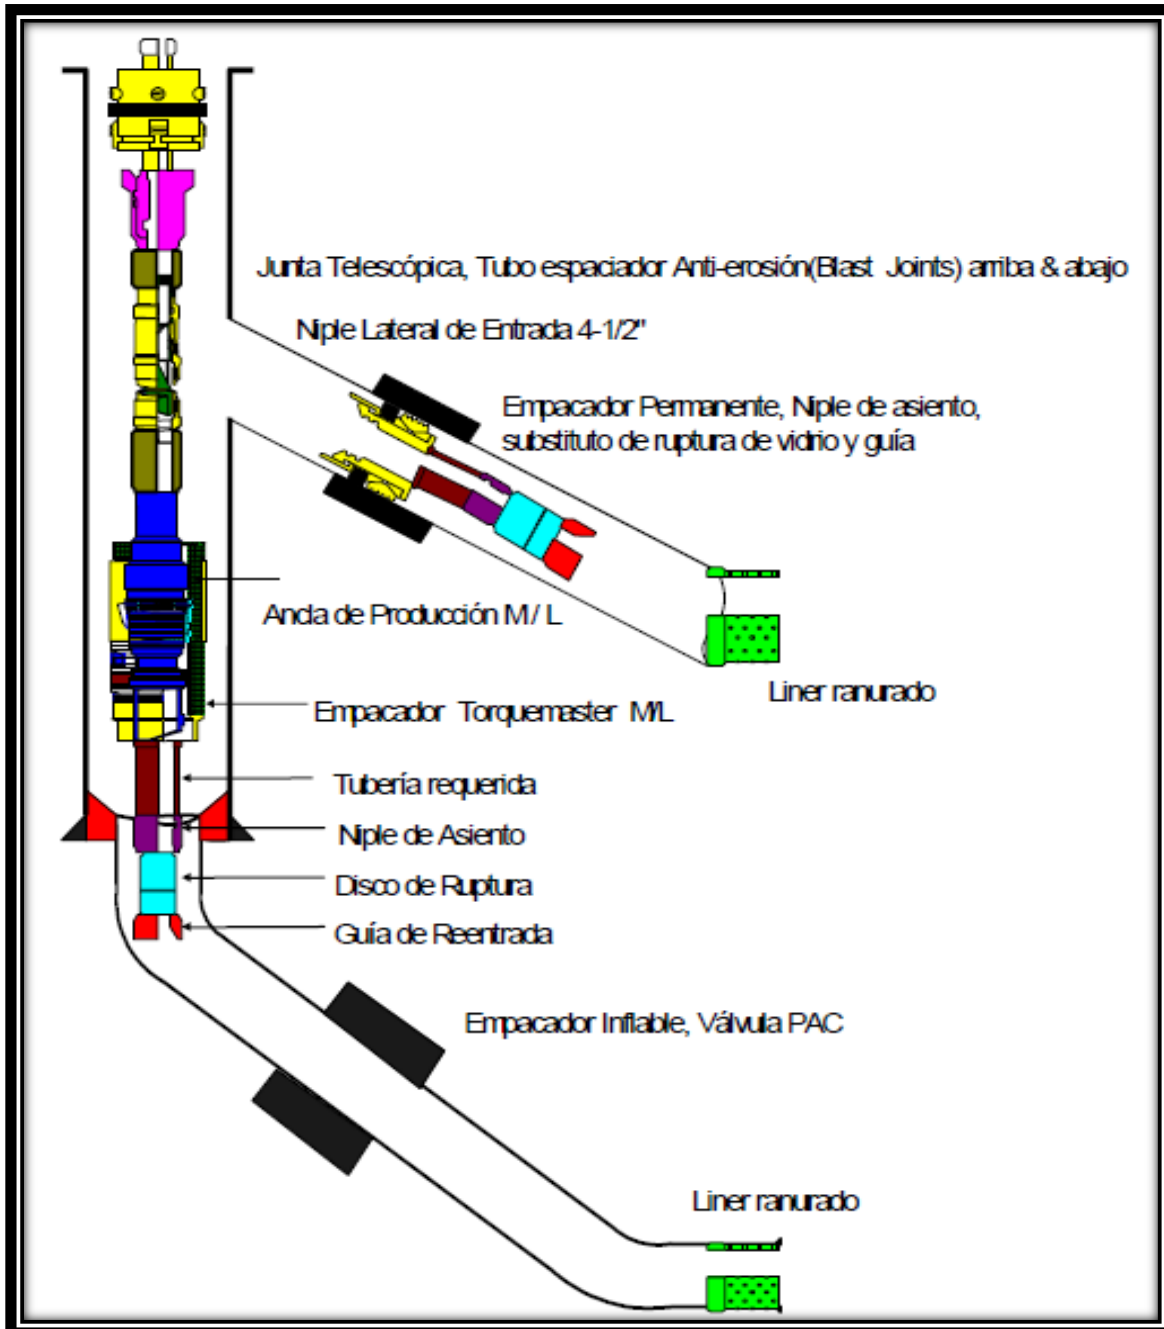 Junta Telescópica, Tubo espaciador Anti-erosión(Blast Joints) arriba & abajo
Niple Lateral de Entrada 4-1/2"
Empacador Permanente, Niple de asiento,
substituto de ruptura de vidrio y guía
Ancla de Producción M / L
Liner ranurado
Empacador Torquemaster M/L
Tubería requerida
Niple de Asiento
Disco de Ruptura
Guía de Reentrada
Empacador Inflable, Válvula PAC
Liner ranurado